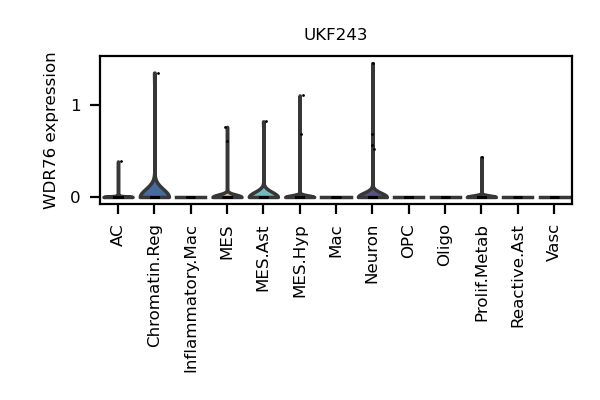 UKF243
WDR76 expression
1
0
AC
Chromatin.Reg
Inflammatory.Mac
MES
MES.Ast
MES.Hyp
Mac
Neuron
OPC
Oligo
Prolif.Metab
Reactive.Ast
Vasc